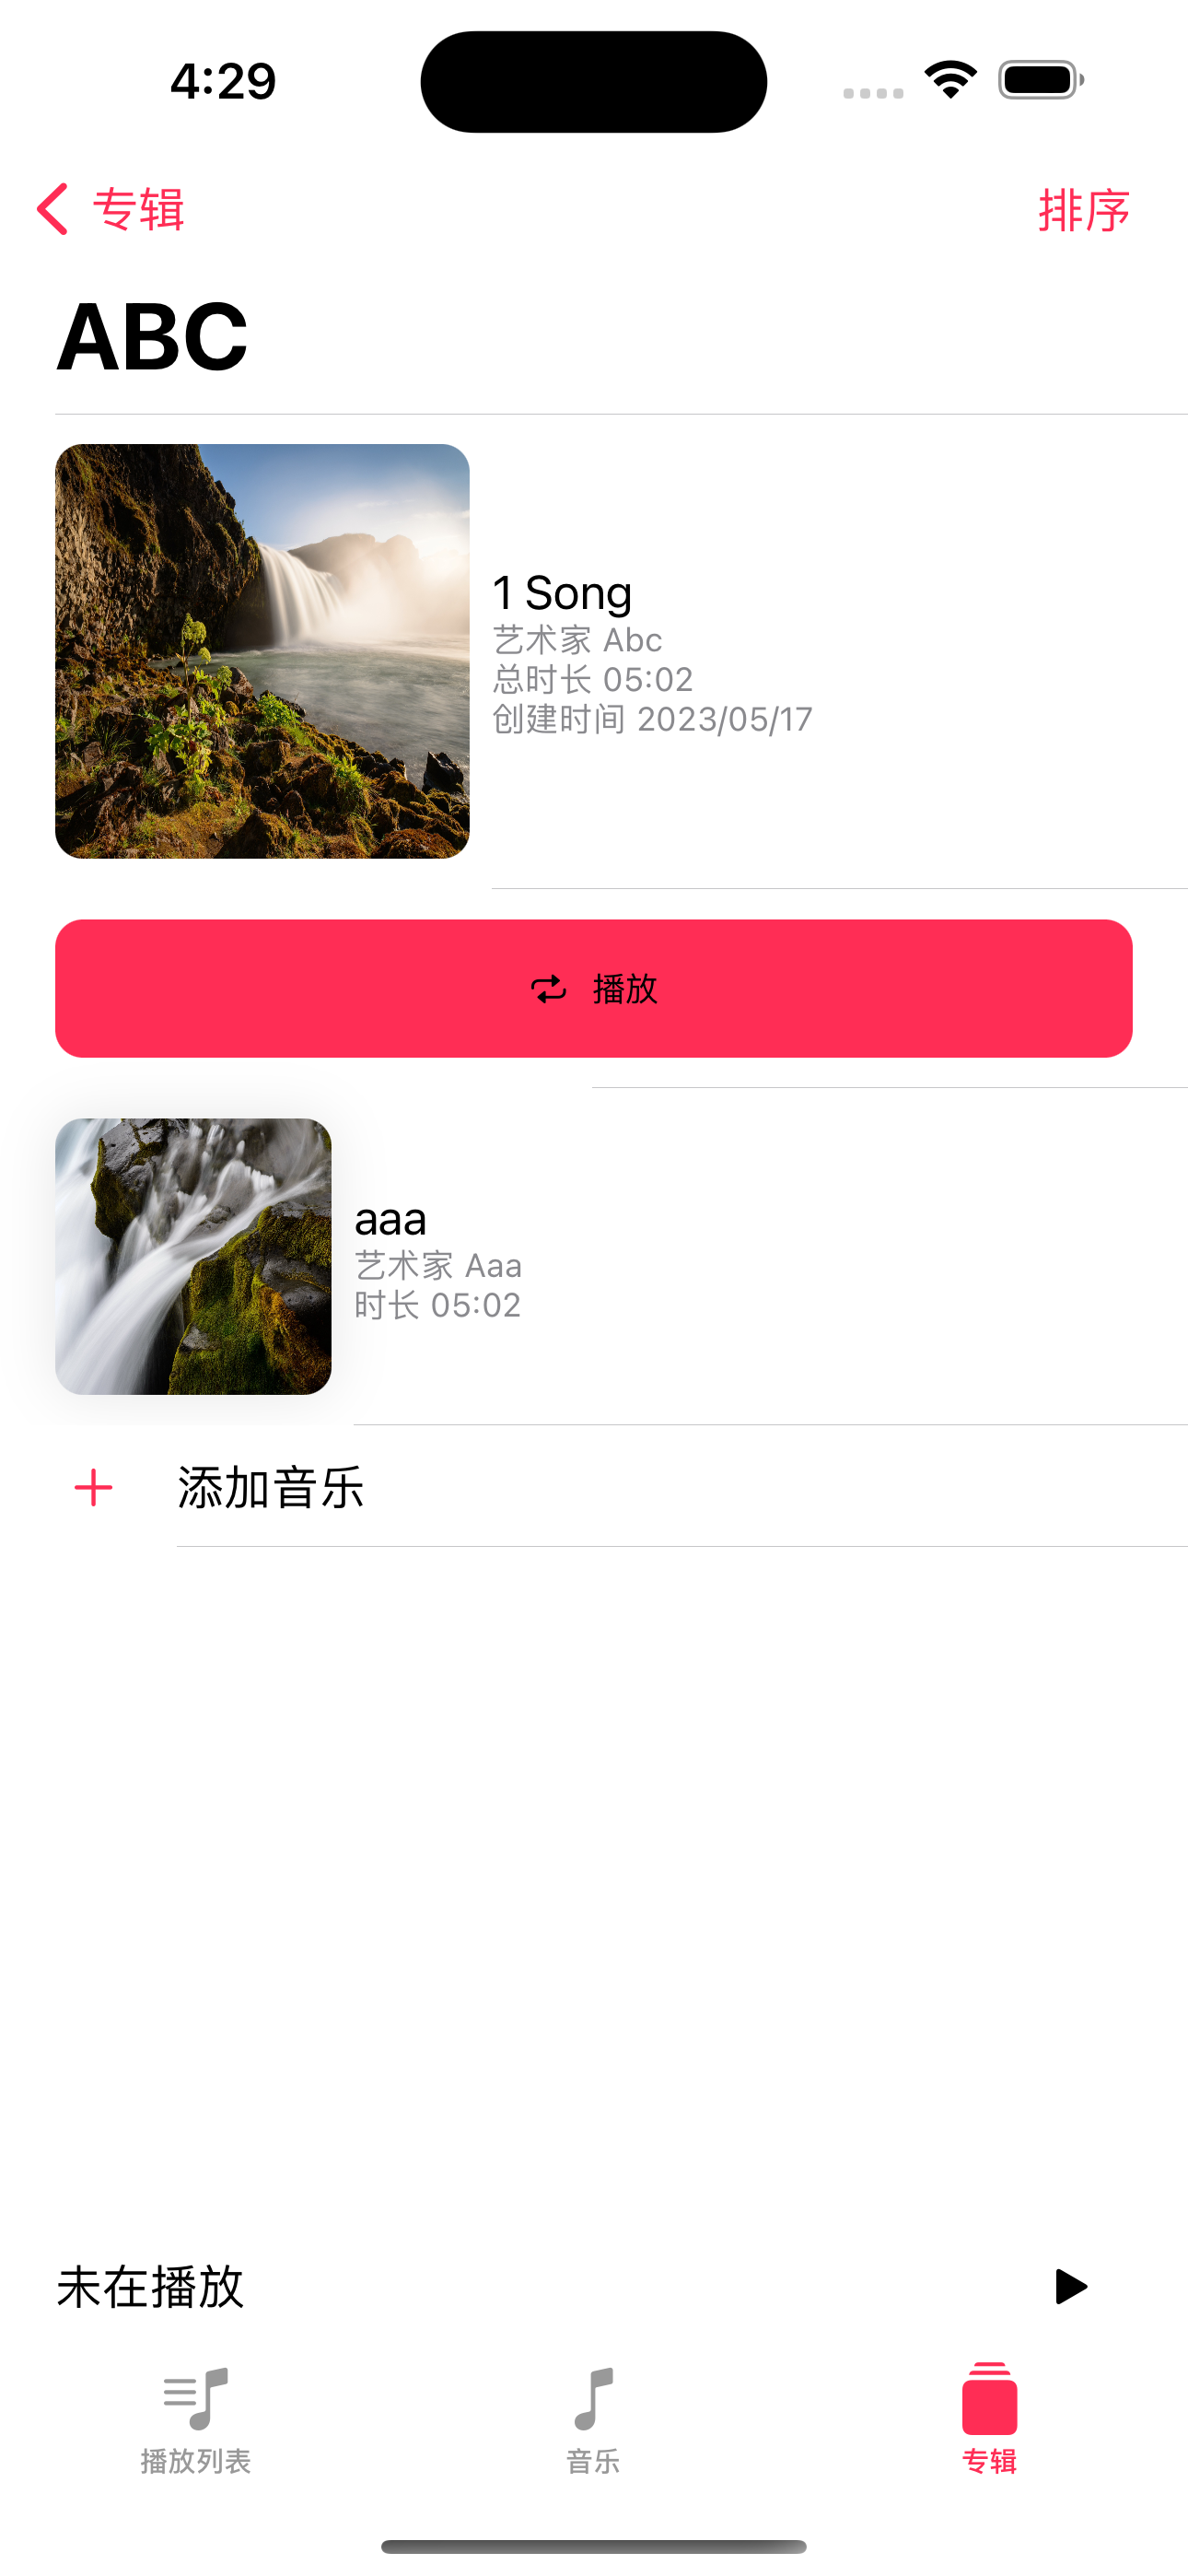 4:29
专辑
排序
ABC
1 Song
艺术家 Abc
总时长 05:02
创建时间 2023/05/17
播放
aaa
艺术家 Aaa
时长 05:02
添加音乐
未在播放
播放列表
音乐
专辑